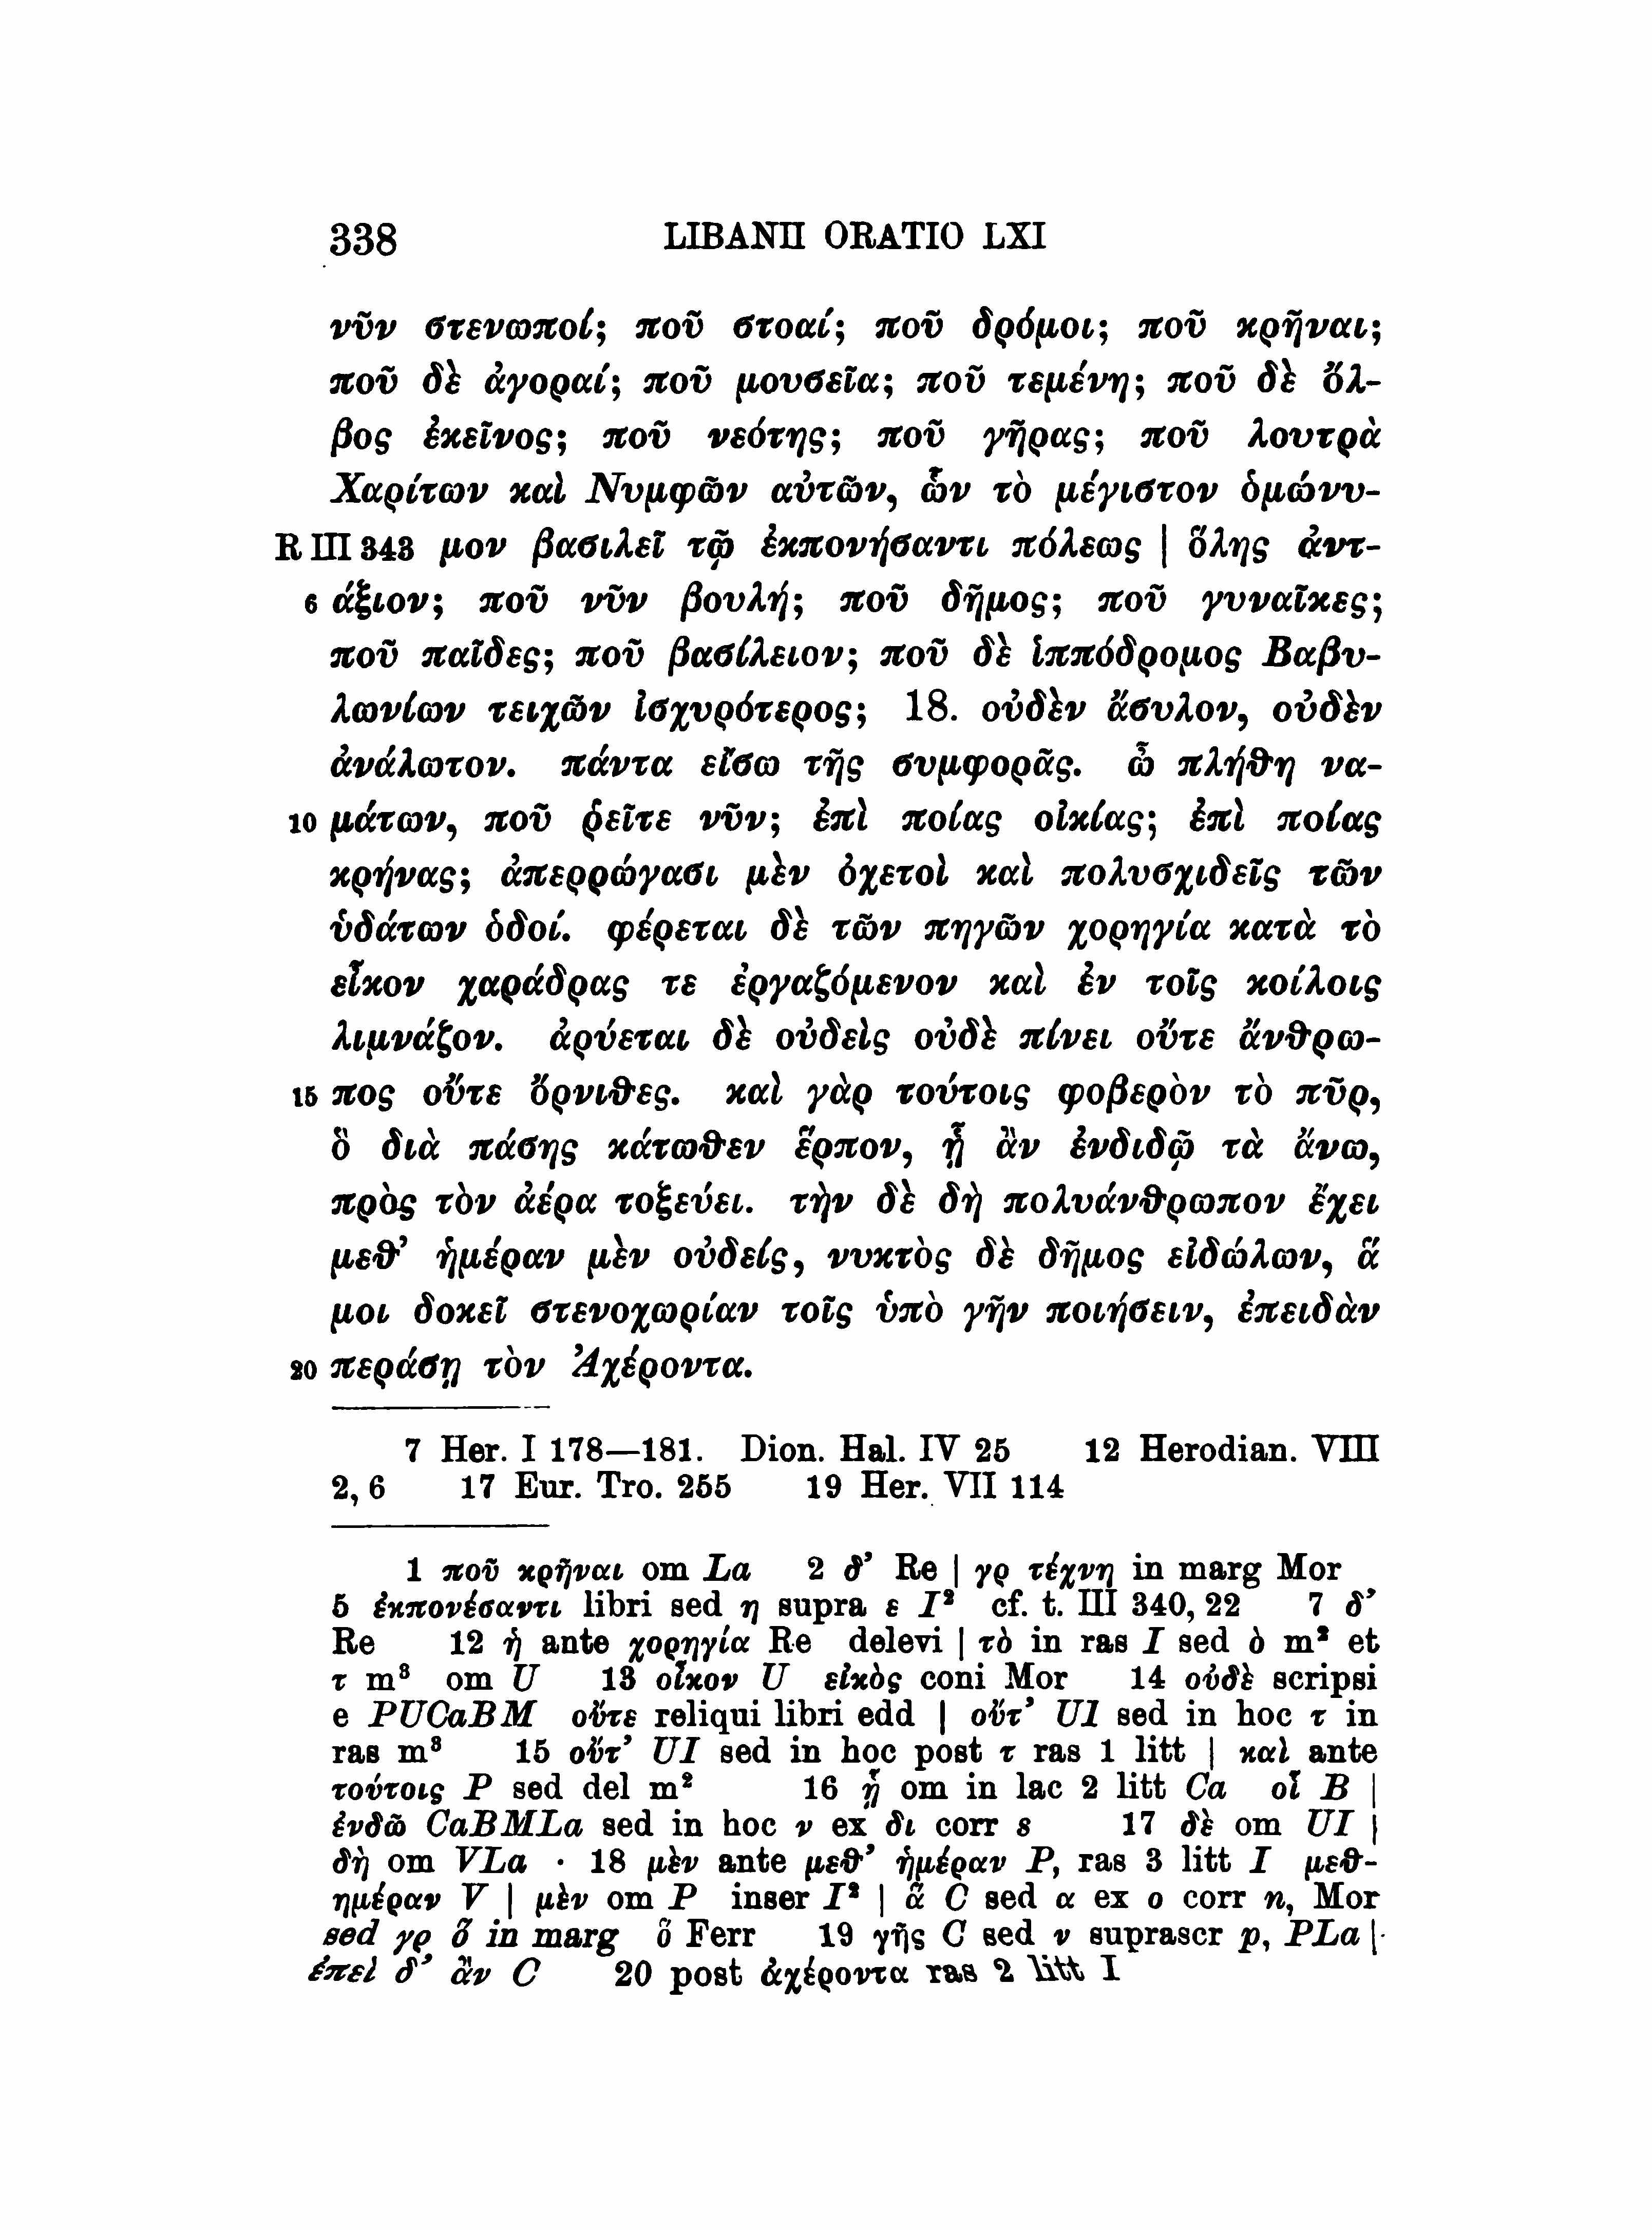 338 LIBANII ORATIO LXI
νῦν στενωποί; ποῦ στοαί; ποῦ δρόμοι; ποῦ κρῆναι;
ποῦ δὲ ἀγοραί; ποῦ μουσεῖα; ποῦ τεμένη; ποῦ δὲ ὄλ-
βος ἐκεῖνος; ποῦ νεότης; ποῦ γῆρας; ποῦ λουτρὰ
Χαρίτων καὶ Νυμφῶν αὐτῶν, ὧν τὸ μέγιστον ὁμώνυ-
R III 343 μον βασιλεῖ τῷ ἐκπονήσαντι πόλεως | ὅλης ἀντ-
6 άξιον; ποῦ νῦν βουλή; ποῦ δῆμος; ποῦ γυναῖκες;
ποῦ παῖδες; ποῦ βασίλειον; ποῦ δὲ ἱππόδρομος Βαβυ-
λωνίων τειχῶν ἰσχυρότερος; 18. οὐδὲν ἄσυλον, οὐδὲν
ἀνάλωτον. πάντα εἴσω τῆς συμφορᾶς. ὦ πλήθη να-
10 μάτων, ποῦ ῥεῖτε νῦν; ἐπὶ ποίας οἰκίας; ἐπὶ ποίας
κρήνας; ἀπερρώγασι μὲν ὀχετοὶ καὶ πολυσχιδεῖς τῶν
ὑδάτων ὁδοί. φέρεται δὲ τῶν πηγῶν χορηγία κατὰ τὸ
εἶκον χαράδρας τε ἐργαζόμενον καὶ ἐν τοῖς κοίλοις
λιμνάζον. ἀρύεται δὲ οὐδεὶς οὐδὲ πίνει οὔτε ἄνθρω-
15 πος οὔτε ὄρνιθες. καὶ γὰρ τούτοις φοβερὸν τὸ πῦρ,
ὃ διὰ πάσης κάτωθεν ἕρπον, ᾗ ἂν ἐνδιδῷ τὰ ἄνω,
πρὸς τὸν ἀέρα τοξεύει. τὴν δὲ δὴ πολυάνθρωπον ἔχει
μεθ’ ἡμέραν μὲν οὐδείς, νυκτὸς δὲ δῆμος εἰδώλων, ἅ
μοι δοκεῖ στενοχωρίαν τοῖς ὑπὸ γῆν ποιήσειν, ἐπειδὰν
20 περάσῃ τὸν Ἀχέροντα.
7 Her. I 178—181. Dion. Hal. IV 25 12 Herodian. VIII
2, 6 17 Eur. Tro. 255 19 Her. VII 114
1 ποῦ κρῆναι om La 2 δ’ Re | γρ τέχνη in marg Mor
5 ἐκπονέσαντι libri sed η supra ε I² cf. t. III 340, 22 7 δ’
Re 12 ἡ ante χορηγία Re delevi | τὸ in ras I sed ὸ m² et
τ m³ om U 13 οἶκον U εἰκὸς coni Mor 14 οὐδὲ scripsi
e PUCaBM οὔτε reliqui libri edd | οὔτ’ UI sed in hoc τ in
ras m³ 15 οὔτ’ UI sed in hoc post τ ras 1 litt | καὶ ante
τούτοις P sed del m² 16 ᾗ om in lac 2 litt Ca οἷ B |
ἐνδῶ CaBMLa sed in hoc ν ex δι corr s 17 δὲ om UI |
δὴ om VLa · 18 μὲν ante μεθ’ ἡμέραν P, ras 3 litt I μεθ-
ημέραν V | μὲν om P inser I² | ἃ C sed α ex ο corr n, Mor
sed γρ ὃ in marg ὅ Ferr 19 γῆς C sed ν suprascr p, PLa |
ἐπεὶ δ’ ἂν C 20 post ἀχέροντα ras 2 litt I